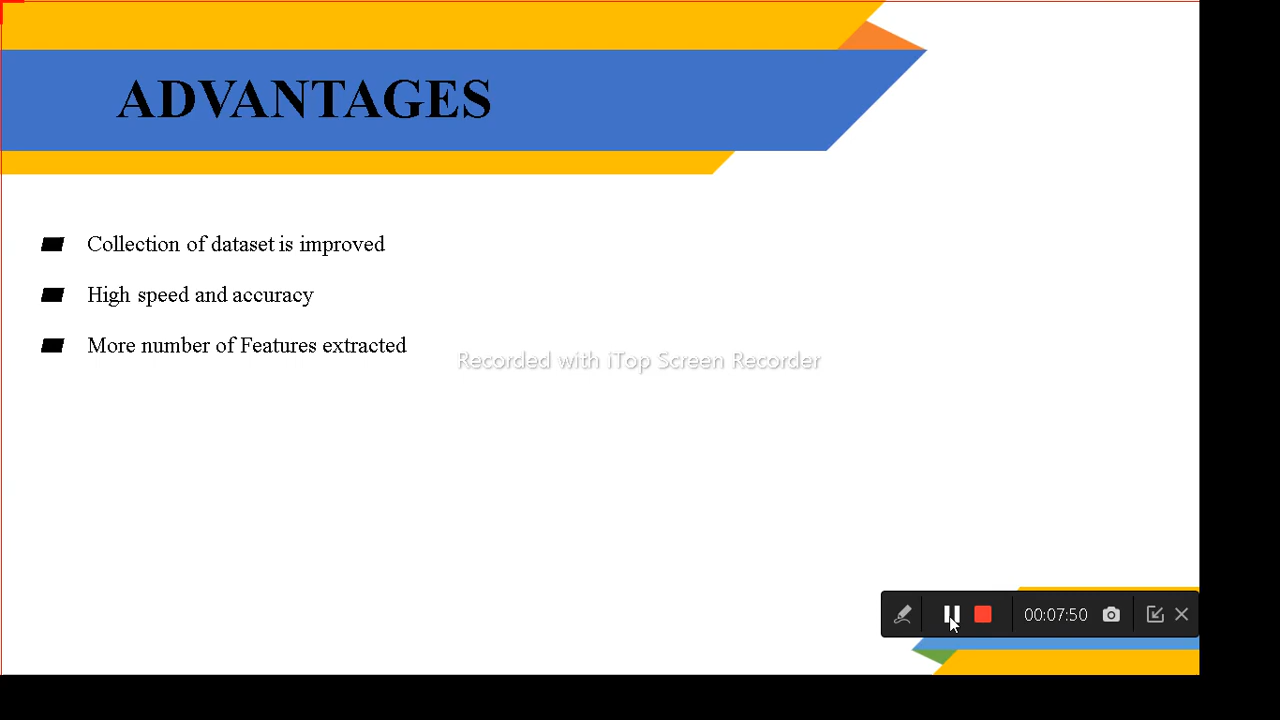 ADVANTAGES
Collection of dataset is improved
High speed and accuracy
More number of Features extracted
Recorded with iTop Screen Recorder
00:07:50